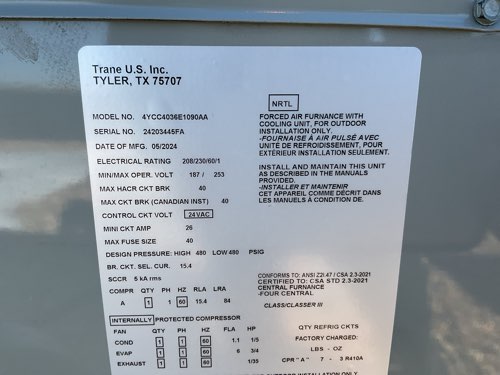 Trane U.S. Inc.
TYLER, TX 75707
MODEL NO. 4YCC4036E1090AA
SERIAL NO. 24203445FA
DATE OF MFG. 05/2024
ELECTRICAL RATING 208/230/60/1
MIN/MAX OPER. VOLT 187 / 253
MAX HACR CKT BRK 40
MAX CKT BRK (CANADIAN INST) 40
CONTROL CKT VOLT 24VAC
MINI CKT AMP 26
MAX FUSE SIZE 40
DESIGN PRESSURE: HIGH 480 LOW 480 PSIG
BR. CKT. SEL. CUR. 15.4
SCCR 5 kA rms
COMPR QTY PH HZ RLA LRA
A 1 1 60 15.4 84
INTERNALLY PROTECTED COMPRESSOR
FAN QTY PH HZ FLA HP
COND 1 1 60 1.1 1/5
EVAP 1 1 60 6 3/4
EXHAUST 1 1 60 1/35
NRTL
FORCED AIR FURNANCE WITH
COOLING UNIT, FOR OUTDOOR
INSTALLATION ONLY.
-FOURNAISE À AIR PULSÉ AVEC
UNITÉ DE REFROIDISSEMENT, POUR
EXTÉRIEUR INSTALLATION SEULEMENT.
INSTALL AND MAINTAIN THIS UNIT
AS DESCRIBED IN THE MANUALS
PROVIDED.
-INSTALLER ET MAINTENIR
CET APPAREIL COMME DÉCRIT DANS
LES MANUELS À CONDITION DE.
CONFORMS TO: ANSI Z21.47 / CSA 2.3-2021
CERTIFIED TO: CSA STD 2.3-2021
CENTRAL FURNANCE
-FOUR CENTRAL
CLASS/CLASSER III
QTY REFRIG CKTS
FACTORY CHARGED:
LBS - OZ
CPR "A" 7 - 3 R410A